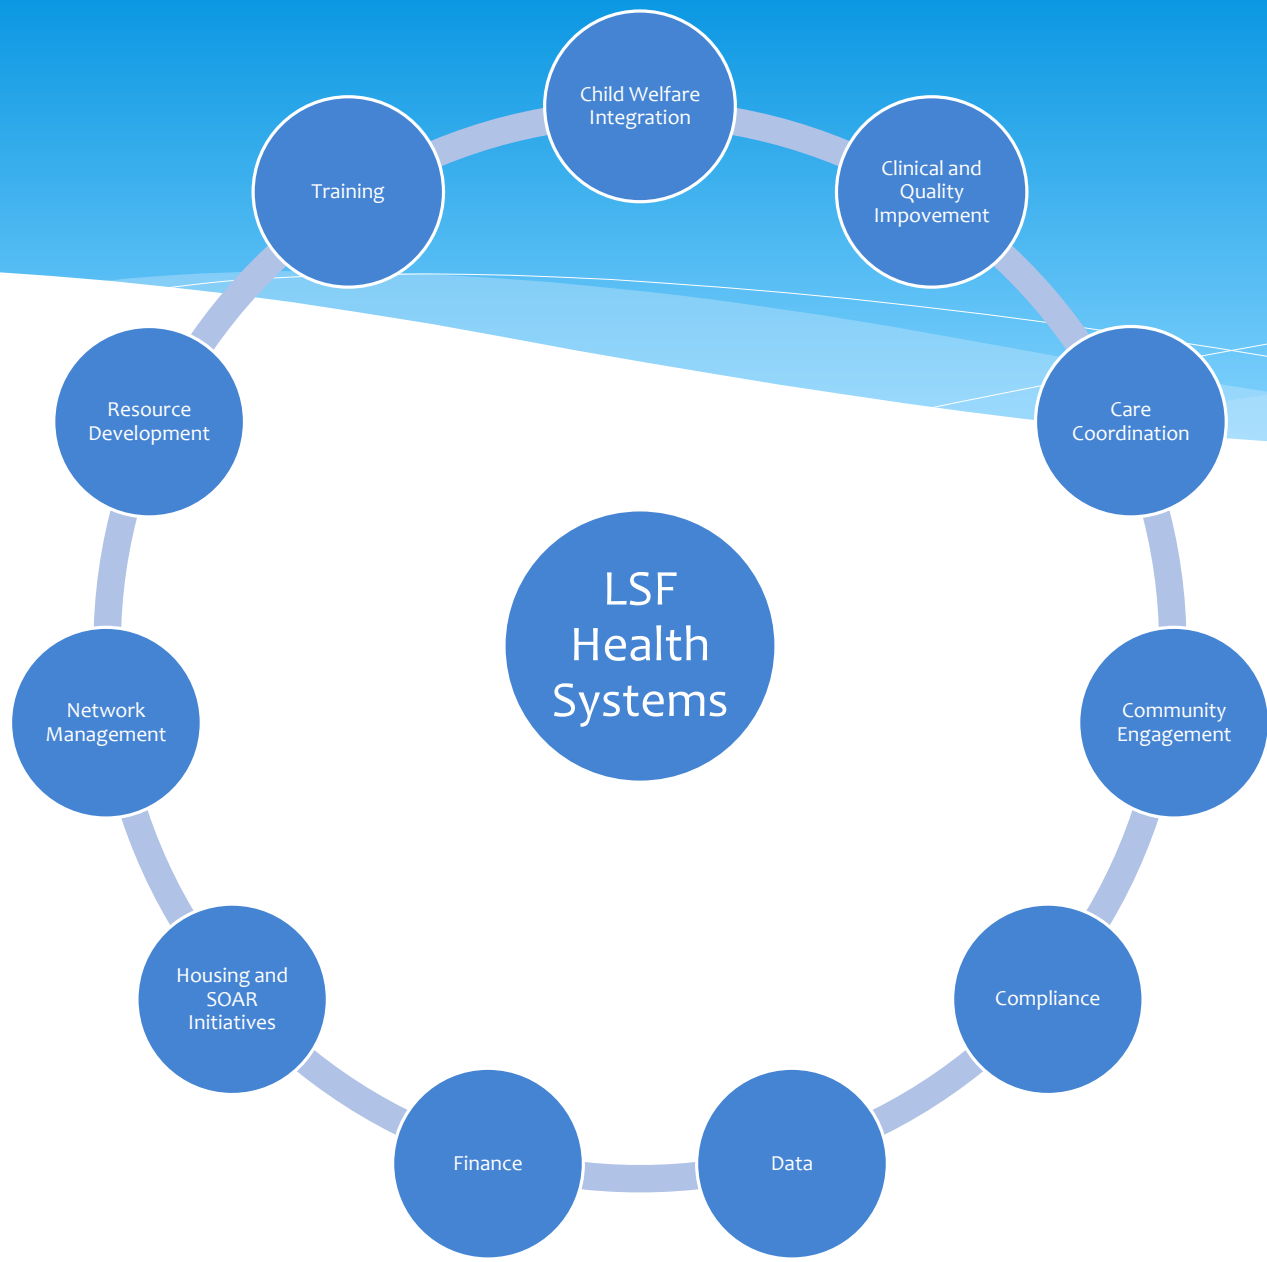 Child Welfare
Integration
Clinical and
Quality
Impovement
Care
Coordination
Community
Engagement
Compliance
Data
Finance
Housing and
SOAR
Initiatives
Network
Management
Resource
Development
Training
LSF
Health
Systems